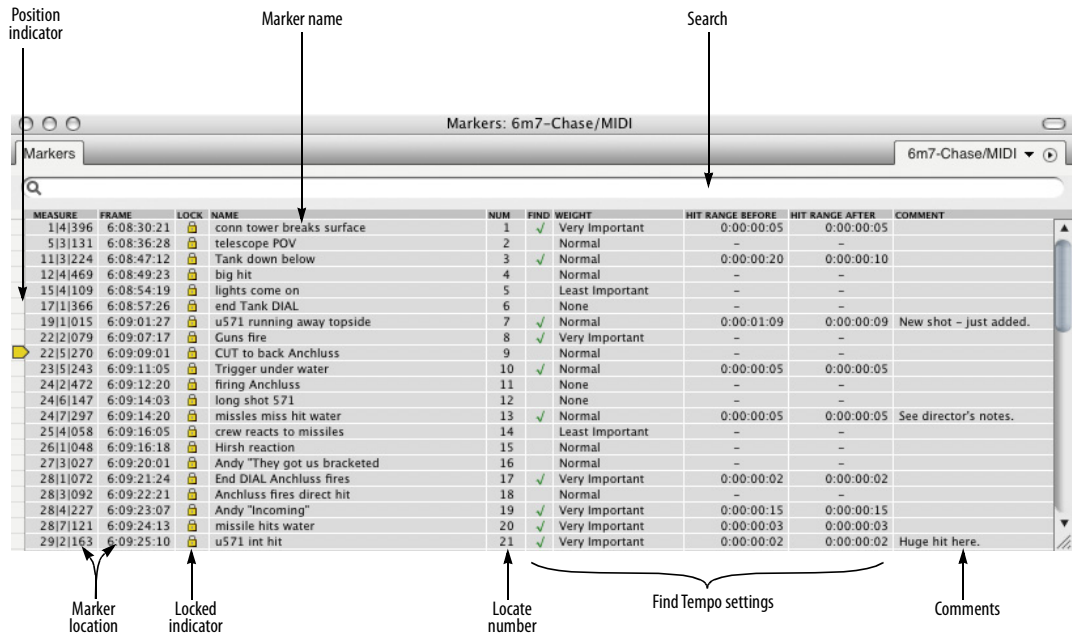 Position indicator
Marker name
Search
Markers: 6m7-Chase/MIDI
Markers
6m7-Chase/MIDI
MEASURE FRAME LOCK NAME NUM FIND WEIGHT HIT RANGE BEFORE HIT RANGE AFTER COMMENT
1|4|396 6:08:30:21 conn tower breaks surface 1 √ Very Important 0:00:00:05 0:00:00:05
5|3|131 6:08:36:28 telescope POV 2 Normal – –
11|3|224 6:08:47:12 Tank down below 3 √ Normal 0:00:00:20 0:00:00:10
12|4|469 6:08:49:23 big hit 4 Normal – –
15|4|109 6:08:54:19 lights come on 5 Least Important – –
17|1|366 6:08:57:26 end Tank DIAL 6 None – –
19|1|015 6:09:01:27 u571 running away topside 7 √ Normal 0:00:01:09 0:00:00:09 New shot – just added.
22|2|079 6:09:07:17 Guns fire 8 √ Very Important – –
22|5|270 6:09:09:01 CUT to back Anchluss 9 Normal – –
23|5|243 6:09:11:05 Trigger under water 10 √ Normal 0:00:00:05 0:00:00:05
24|2|472 6:09:12:20 firing Anchluss 11 None – –
24|6|147 6:09:14:03 long shot 571 12 None – –
24|7|297 6:09:14:20 missles miss hit water 13 √ Normal 0:00:00:05 0:00:00:05 See director's notes.
25|4|058 6:09:16:05 crew reacts to missiles 14 Least Important – –
26|1|048 6:09:16:18 Hirsh reaction 15 Normal – –
27|3|027 6:09:20:01 Andy "They got us bracketed 16 Normal – –
28|1|072 6:09:21:24 End DIAL Anchluss fires 17 √ Very Important 0:00:00:02 0:00:00:02
28|3|092 6:09:22:21 Anchluss fires direct hit 18 Normal – –
28|4|227 6:09:23:07 Andy "Incoming" 19 √ Very Important 0:00:00:15 0:00:00:15
28|7|121 6:09:24:13 missile hits water 20 √ Very Important 0:00:00:03 0:00:00:03
29|2|163 6:09:25:10 u571 int hit 21 √ Very Important 0:00:00:02 0:00:00:02 Huge hit here.
Marker location
Locked indicator
Locate number
Find Tempo settings
Comments